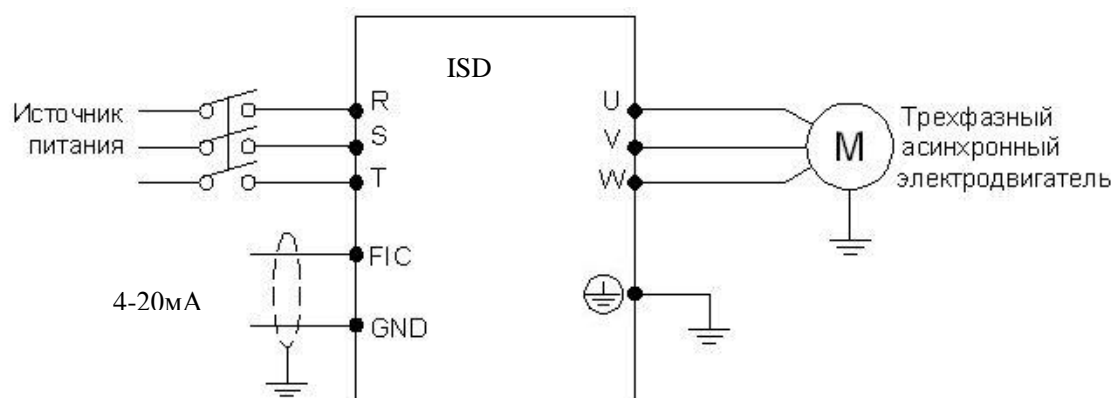 ISD
Источник
питания
R
S
T
U
V
W
M
Трехфазный
асинхронный
электродвигатель
FIC
4-20мА
GND